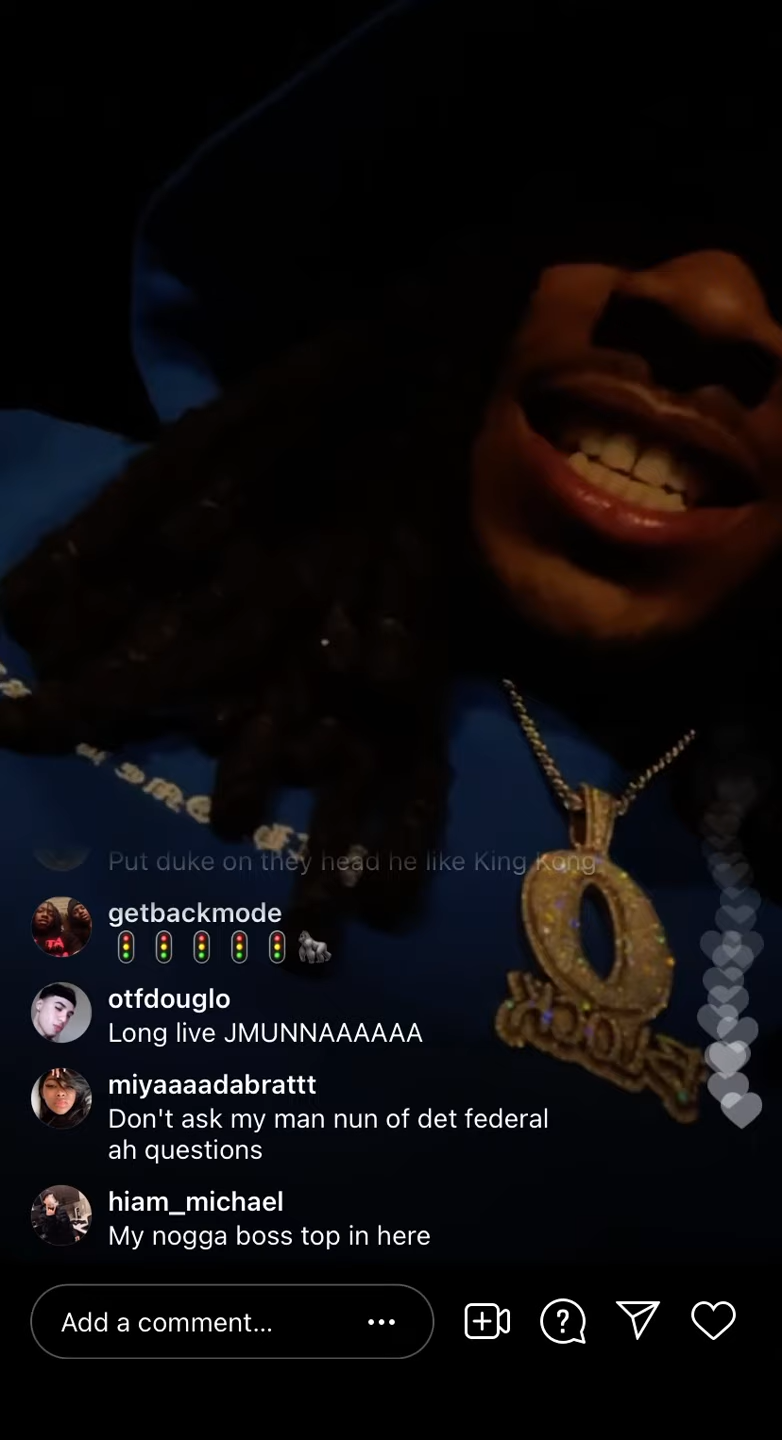 Put duke on they head he like King Kong
getbackmode
🚦 🚦 🚦 🚦 🚦 🦍
otfdouglo
Long live JMUNNAAAAAA
miyaaaadabrattt
Don't ask my man nun of det federal
ah questions
hiam_michael
My nogga boss top in here
Add a comment...